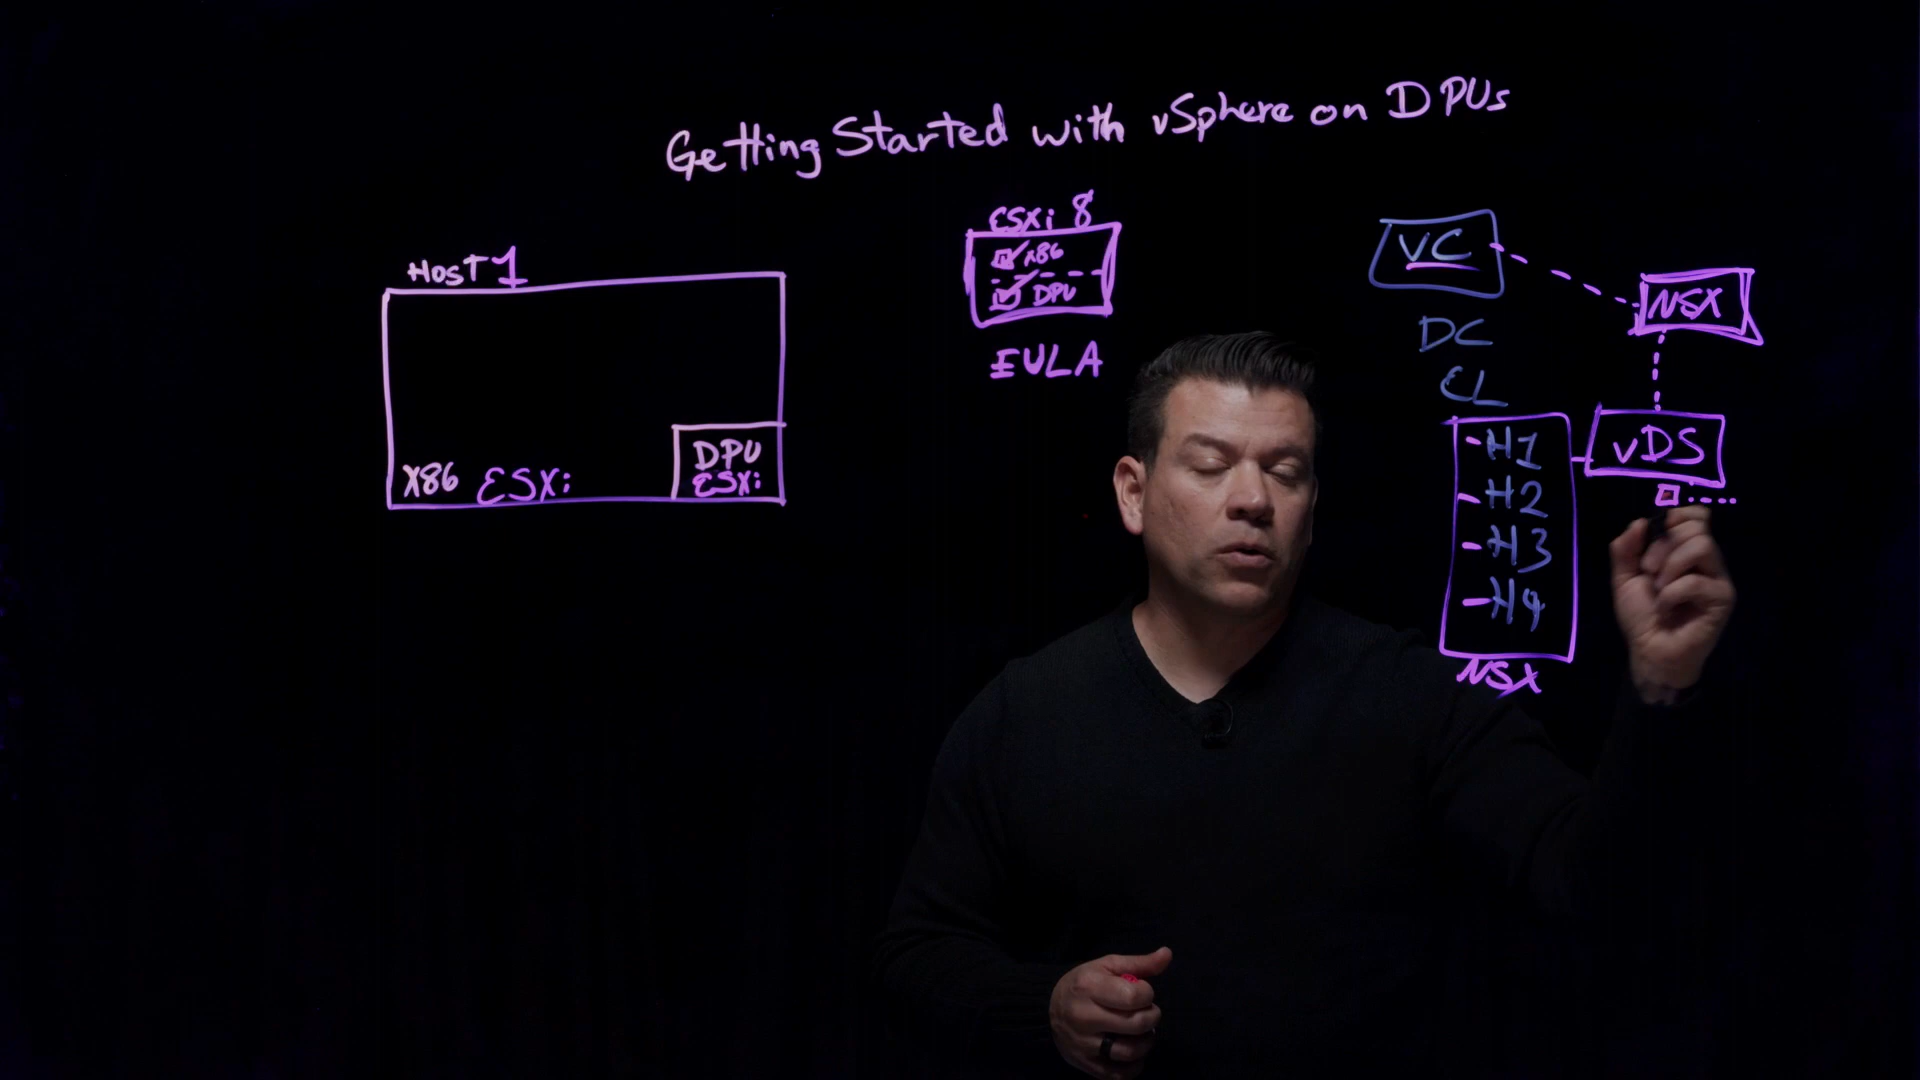 Getting Started with vSphere on DPUs
HosT 1
X86 ESXi
DPU
ESXi
ESXi 8
X86
DPU
EULA
VC
DC
CL
NSX
vDS
H1
H2
H3
H4
NSX